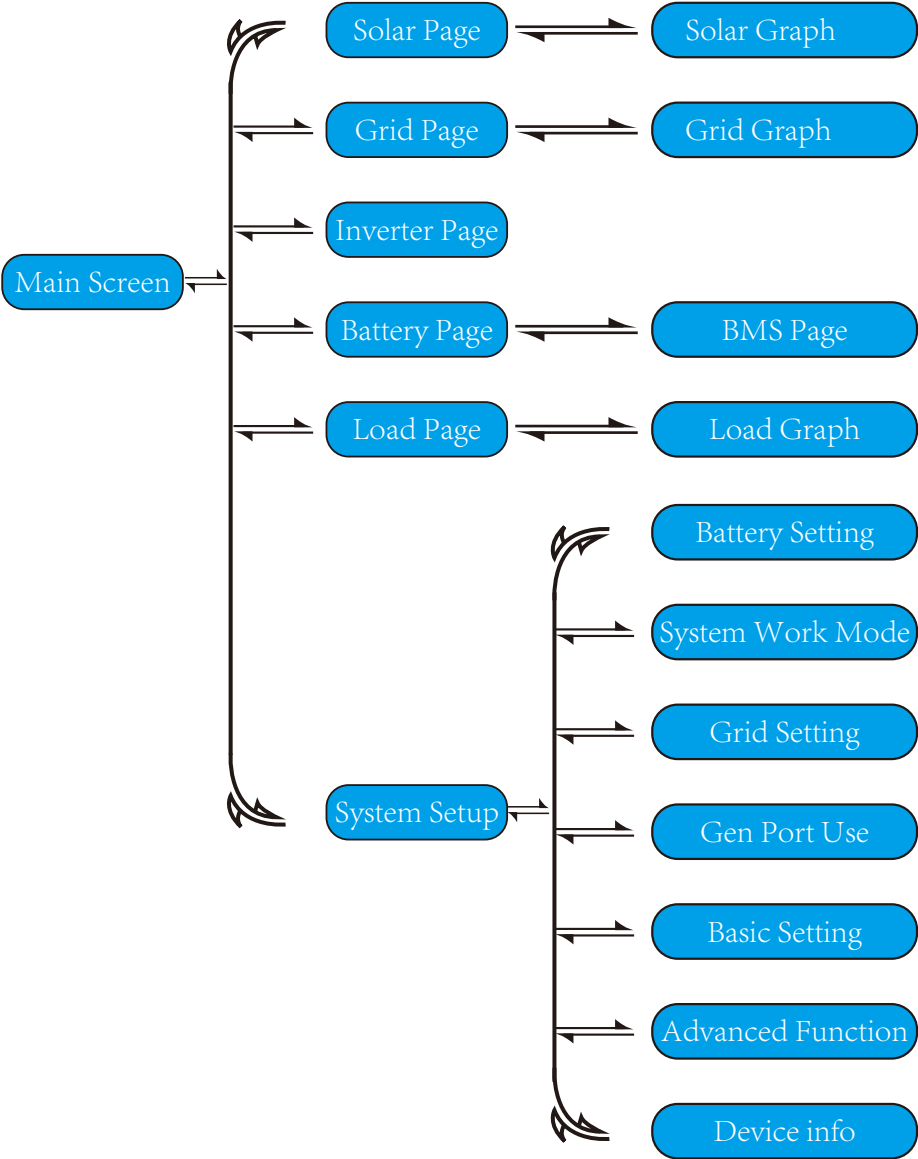 Solar Page
Solar Graph
Grid Page
Grid Graph
Inverter Page
Main Screen
Battery Page
BMS Page
Load Page
Load Graph
Battery Setting
System Work Mode
Grid Setting
System Setup
Gen Port Use
Basic Setting
Advanced Function
Device info